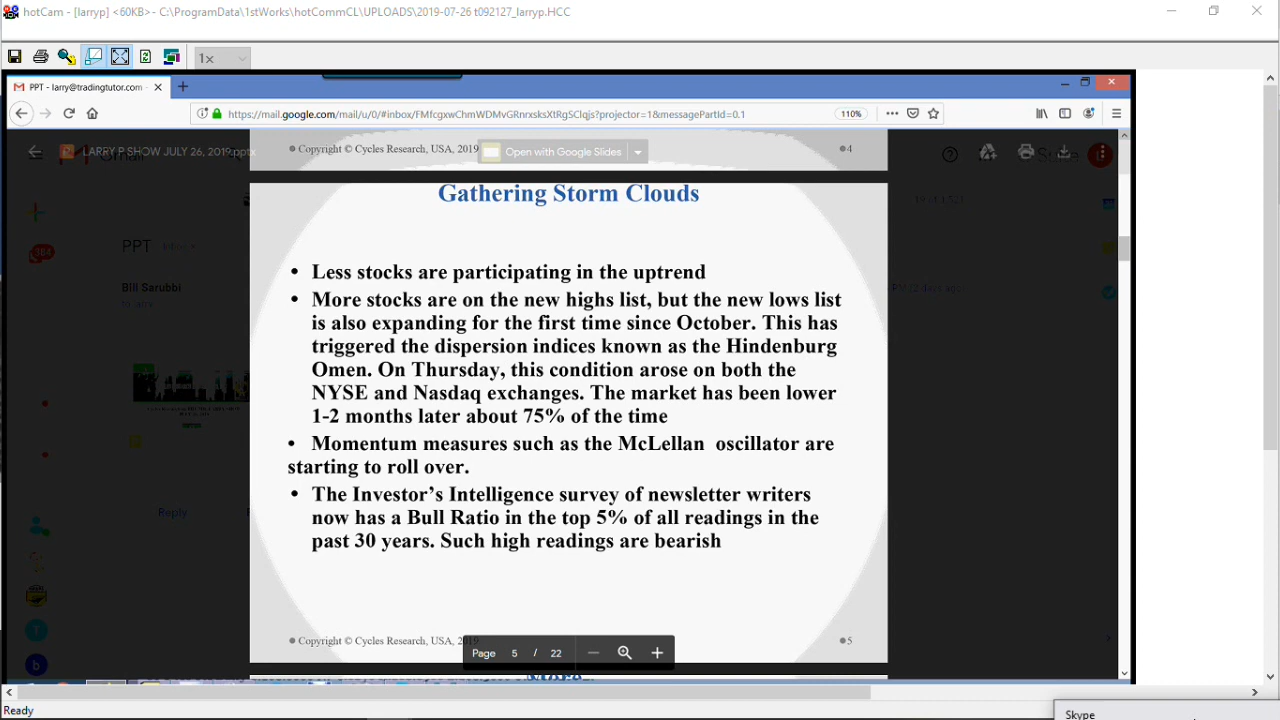 hotCam - [larryp] <60KB>- C:\ProgramData\1stWorks\hotCommCL\UPLOADS\2019-07-26 t092127_larryp.HCC
1x
PPT - larry@tradingtutor.com -
https://mail.google.com/mail/u/0/#inbox/FMfcgxwChmWDMvGRnrxsksXtRgSClqjs?projector=1&messagePartId=0.1
110%
LARRY P SHOW JULY 26, 2019.pptx
Copyright © Cycles Research, USA, 2019
Open with Google Slides
4
Gathering Storm Clouds
• Less stocks are participating in the uptrend
• More stocks are on the new highs list, but the new lows list
is also expanding for the first time since October. This has
triggered the dispersion indices known as the Hindenburg
Omen. On Thursday, this condition arose on both the
NYSE and Nasdaq exchanges. The market has been lower
1-2 months later about 75% of the time
• Momentum measures such as the McLellan oscillator are
starting to roll over.
• The Investor's Intelligence survey of newsletter writers
now has a Bull Ratio in the top 5% of all readings in the
past 30 years. Such high readings are bearish
PPT
Bill Sarubbi
Reply
Copyright © Cycles Research, USA, 2019
5
Page 5 / 22
Ready
Skype